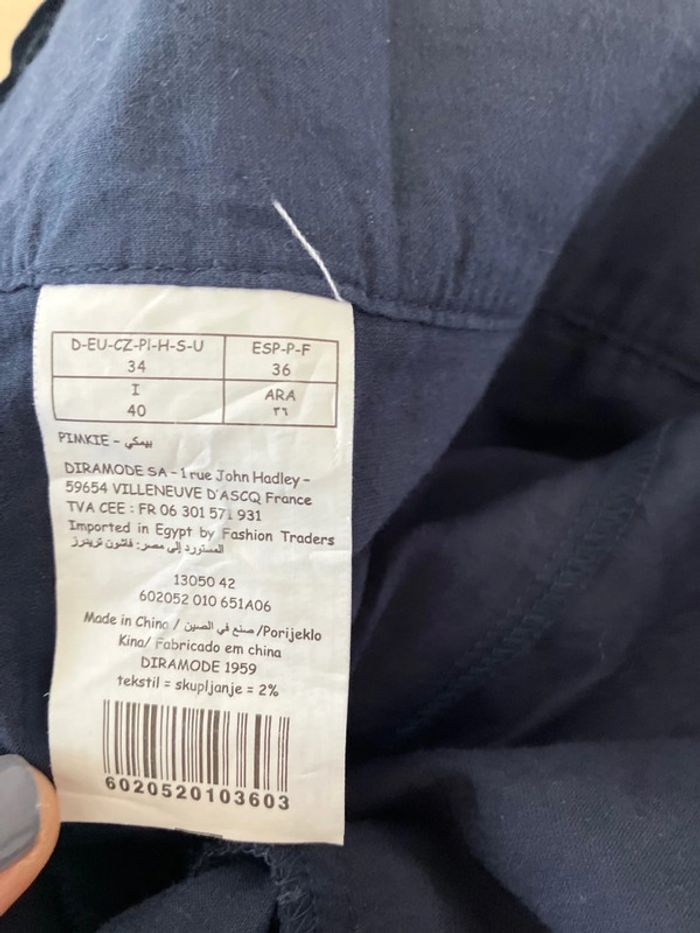 D-EU-CZ-PI-H-S-U
34
ESP-P-F
36
I
40
ARA
٣٦
PIMKIE - بيمكي
DIRAMODE SA - 1 rue John Hadley -
59654 VILLENEUVE D'ASCQ France
TVA CEE : FR 06 301 571 931
Imported in Egypt by Fashion Traders
المستورد إلى مصر: فاشون تريدرز
13050 42
602052 010 651A06
Made in China / صنع في الصين /Porijeklo
Kina/ Fabricado em china
DIRAMODE 1959
tekstil = skupljanje = 2%
6020520103603